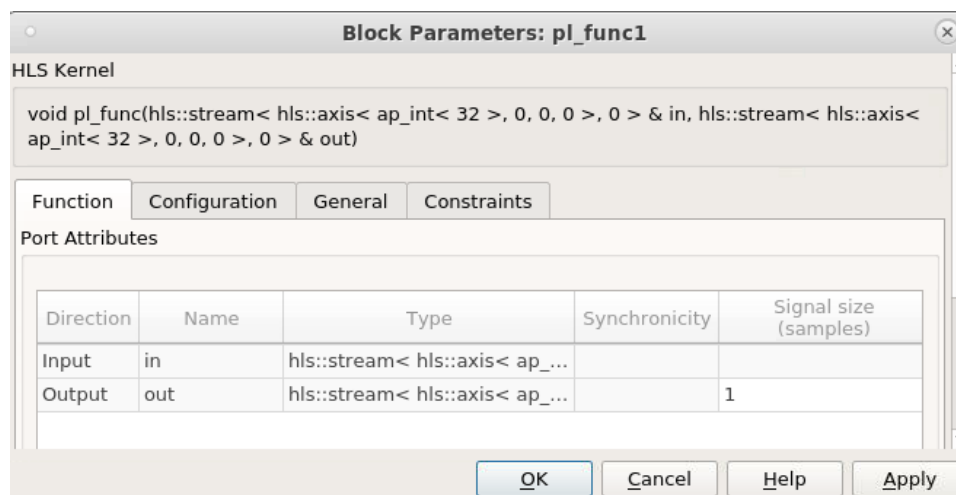 Block Parameters: pl_func1
HLS Kernel
void pl_func(hls::stream< hls::axis< ap_int< 32 >, 0, 0, 0 >, 0 > & in, hls::stream< hls::axis<
ap_int< 32 >, 0, 0, 0 >, 0 > & out)
Function Configuration General Constraints
Port Attributes
Direction Name Type Synchronicity Signal size
(samples)
Input in hls::stream< hls::axis< ap_...
Output out hls::stream< hls::axis< ap_... 1
OK Cancel Help Apply